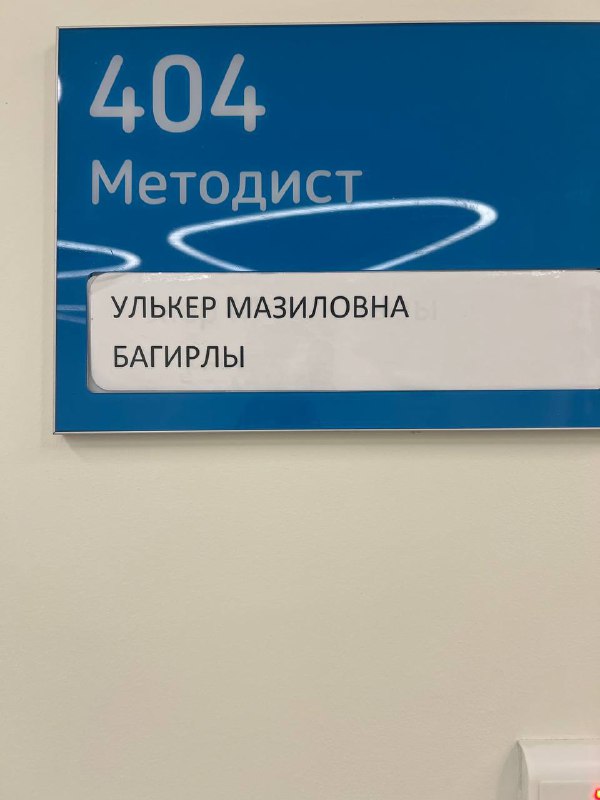 404
Методист
УЛЬКЕР МАЗИЛОВНА
БАГИРЛЫ